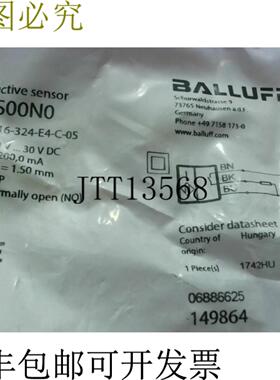 图必究
ctive sensor
BALLUFF
Schurwaldstrasse 9
73765 Neuhausen a.d.F.
Germany
Phone +49 7158 173-0
www.balluff.com
S00N0
16-324-E4-C-05
... 30 V DC
200,0 mA
= 1.50 mm
BN
BK
BU
JTT13568
rmally open (NO)
Consider datasheet
Country of Hungary
origin:
1 Piece(s) 1742HU
06886625
149864
丰包邮可开发票